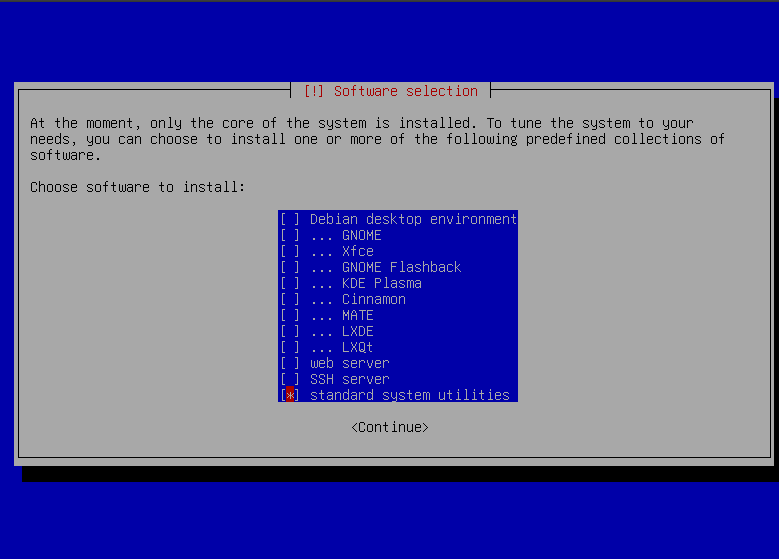 [!] Software selection
At the moment, only the core of the system is installed. To tune the system to your
needs, you can choose to install one or more of the following predefined collections of
software.
Choose software to install:
[ ] Debian desktop environment
[ ] ... GNOME
[ ] ... Xfce
[ ] ... GNOME Flashback
[ ] ... KDE Plasma
[ ] ... Cinnamon
[ ] ... MATE
[ ] ... LXDE
[ ] ... LXQt
[ ] web server
[ ] SSH server
[*] standard system utilities
<Continue>